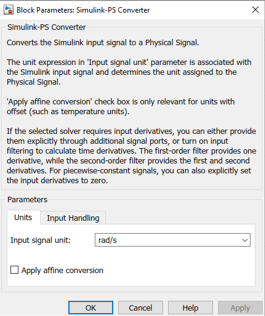 Block Parameters: Simulink-PS Converter
Simulink-PS Converter
Converts the Simulink input signal to a Physical Signal.
The unit expression in 'Input signal unit' parameter is associated with
the Simulink input signal and determines the unit assigned to the
Physical Signal.
'Apply affine conversion' check box is only relevant for units with
offset (such as temperature units).
If the selected solver requires input derivatives, you can either provide
them explicitly through additional signal ports, or turn on input
filtering to calculate time derivatives. The first-order filter provides one
derivative, while the second-order filter provides the first and second
derivatives. For piecewise-constant signals, you can also explicitly set
the input derivatives to zero.
Parameters
Units Input Handling
Input signal unit: rad/s
Apply affine conversion
OK Cancel Help Apply